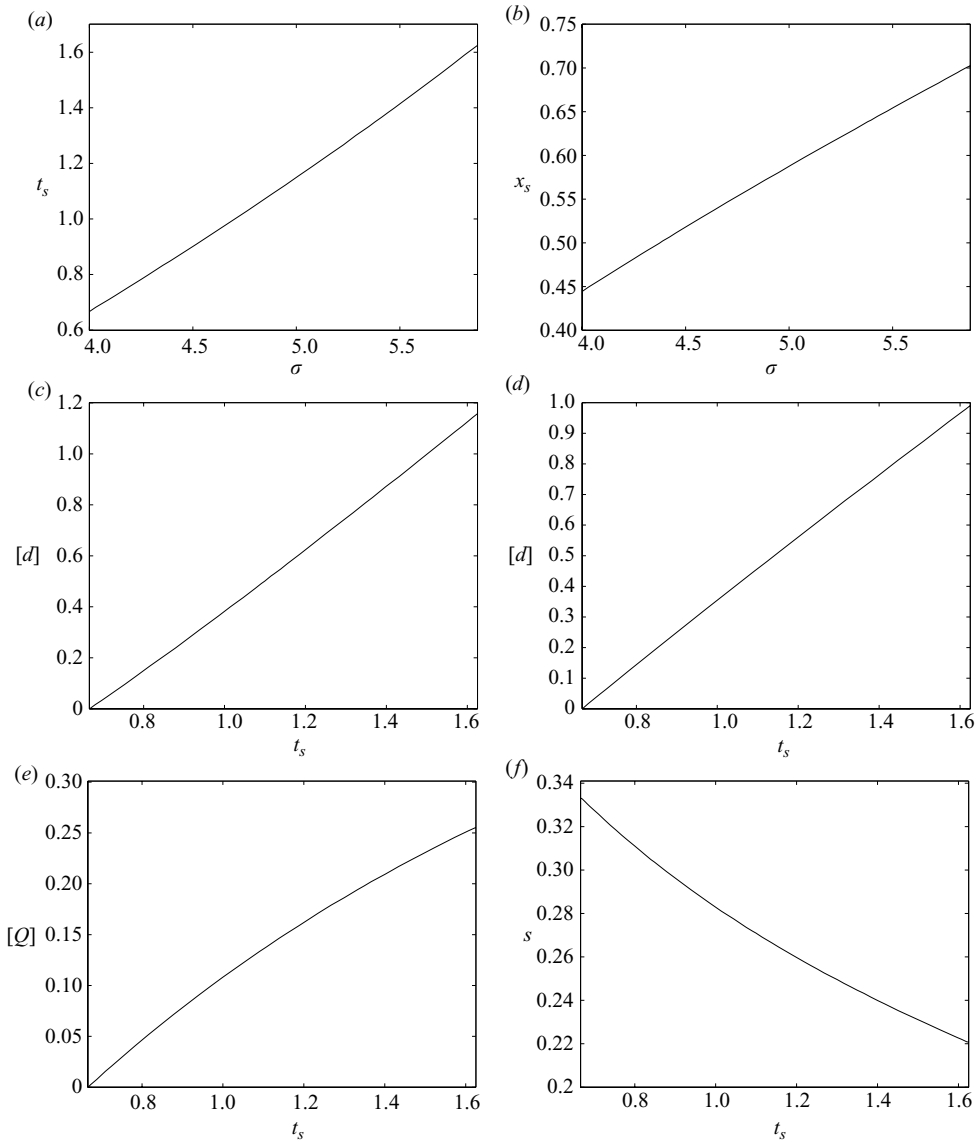 (a)
1.6
1.4
1.2
1.0
0.8
0.6
t_s
4.0 4.5 5.0 5.5
σ
(b)
0.75
0.70
0.65
0.60
0.55
0.50
0.45
0.40
x_s
4.0 4.5 5.0 5.5
σ
(c)
1.2
1.0
0.8
0.6
0.4
0.2
0
[d]
0.8 1.0 1.2 1.4 1.6
t_s
(d)
1.0
0.9
0.8
0.7
0.6
0.5
0.4
0.3
0.2
0.1
0
[d]
0.8 1.0 1.2 1.4 1.6
t_s
(e)
0.30
0.25
0.20
0.15
0.10
0.05
0
[Q]
0.8 1.0 1.2 1.4 1.6
t_s
(f)
0.34
0.32
0.30
0.28
0.26
0.24
0.22
0.2
s
0.8 1.0 1.2 1.4 1.6
t_s